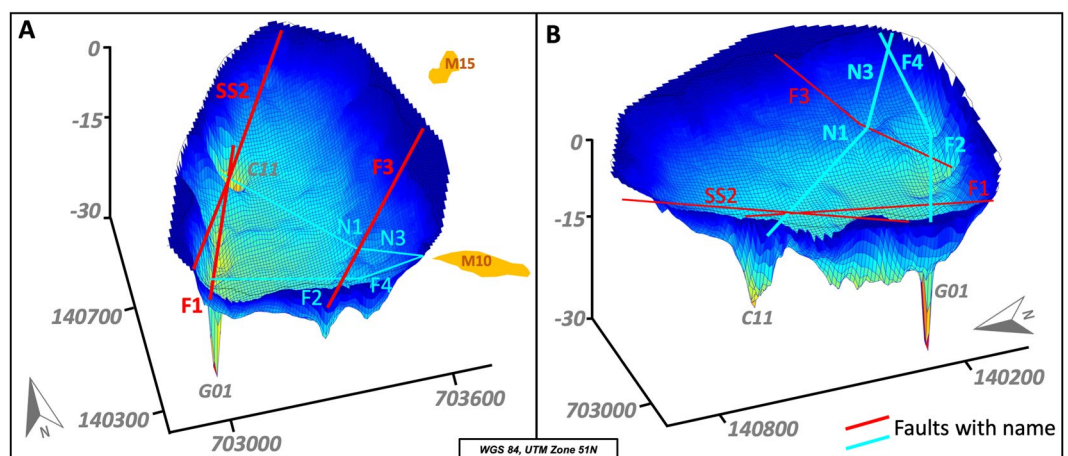 A
0
-15
-30
SS2
C11
F3
M15
N1
N3
M10
F1
F2
F4
G01
140700
140300
703000
703600
N
B
0
-15
-30
N3
F4
F3
N1
F2
SS2
F1
C11
G01
N
703000
140800
140200
Faults with name
WGS 84, UTM Zone 51N